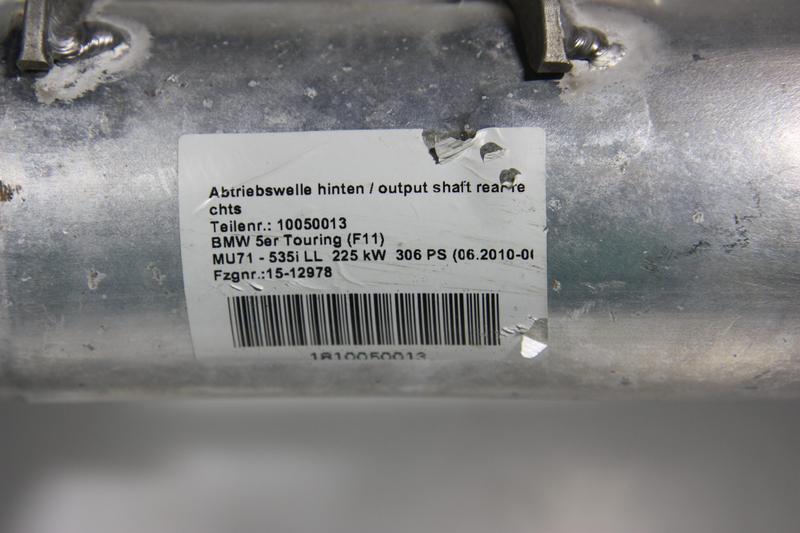 Abtriebswelle hinten / output shaft rear re
chts
Teilenr.: 10050013
BMW 5er Touring (F11)
MU71 - 535i LL 225 kW 306 PS (06.2010-0
Fzgnr.:15-12978
1810050013